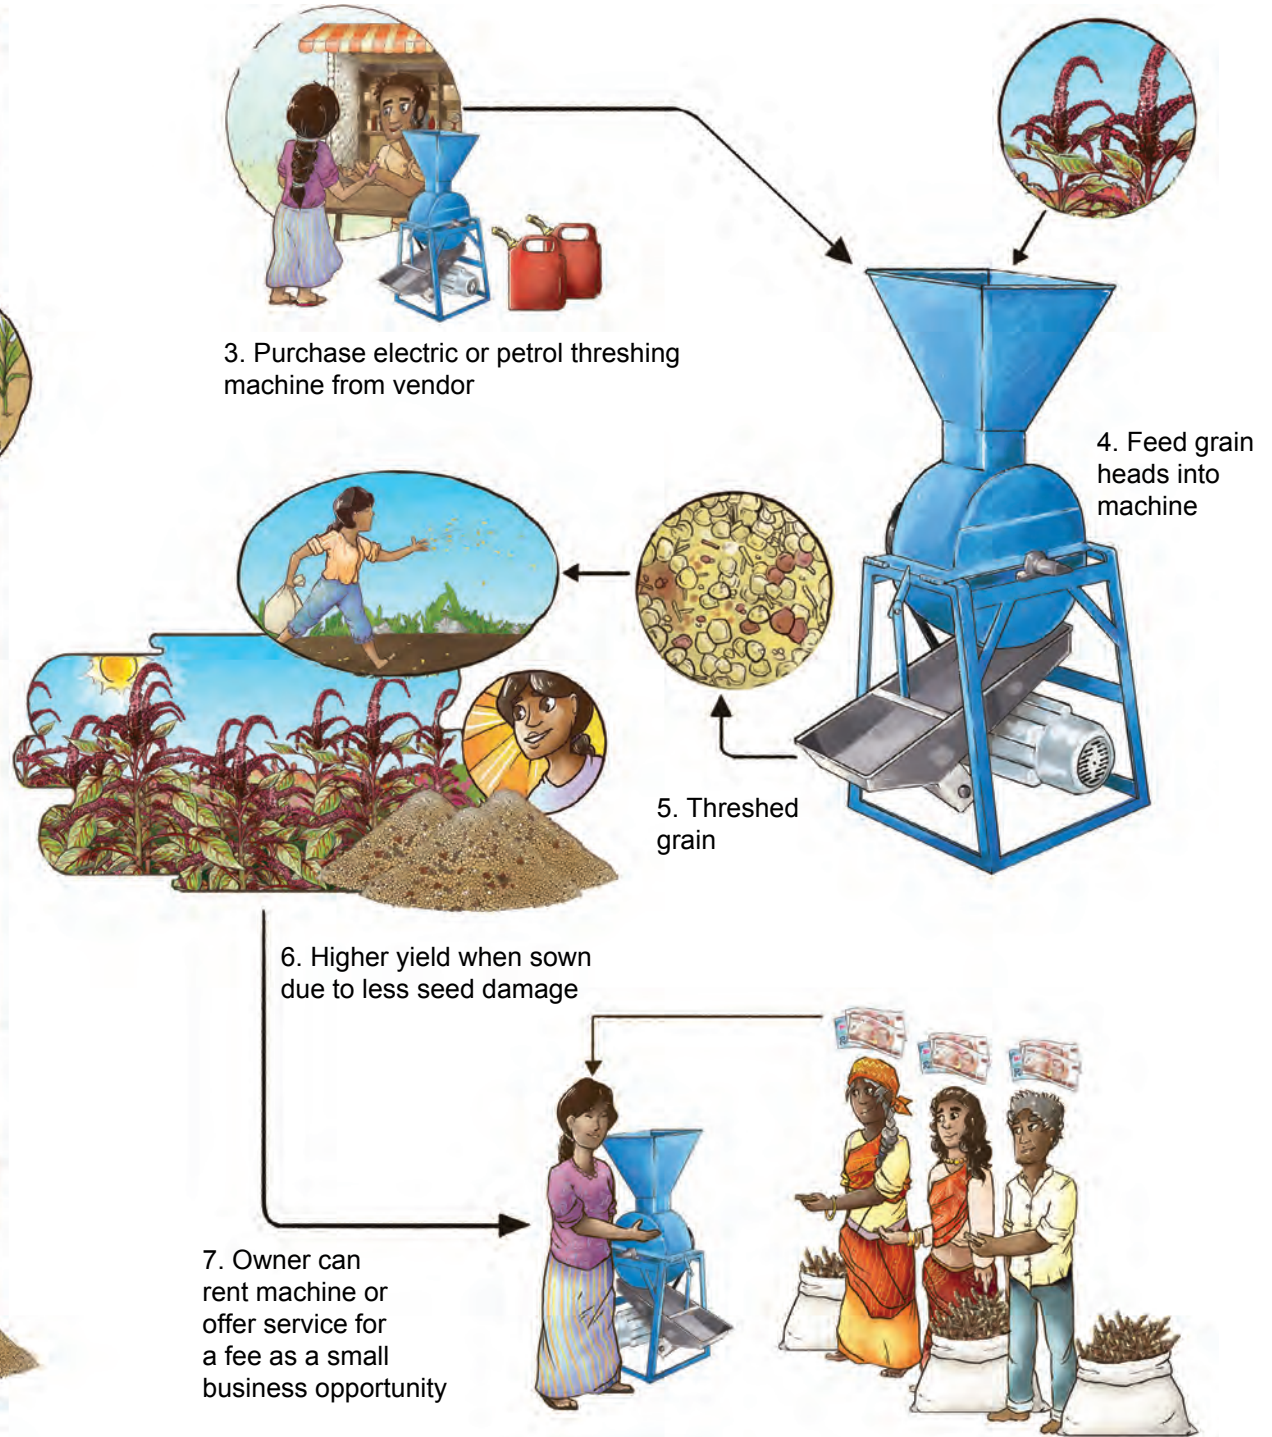 3. Purchase electric or petrol threshing
machine from vendor
4. Feed grain
heads into
machine
5. Threshed
grain
6. Higher yield when sown
due to less seed damage
7. Owner can
rent machine or
offer service for
a fee as a small
business opportunity